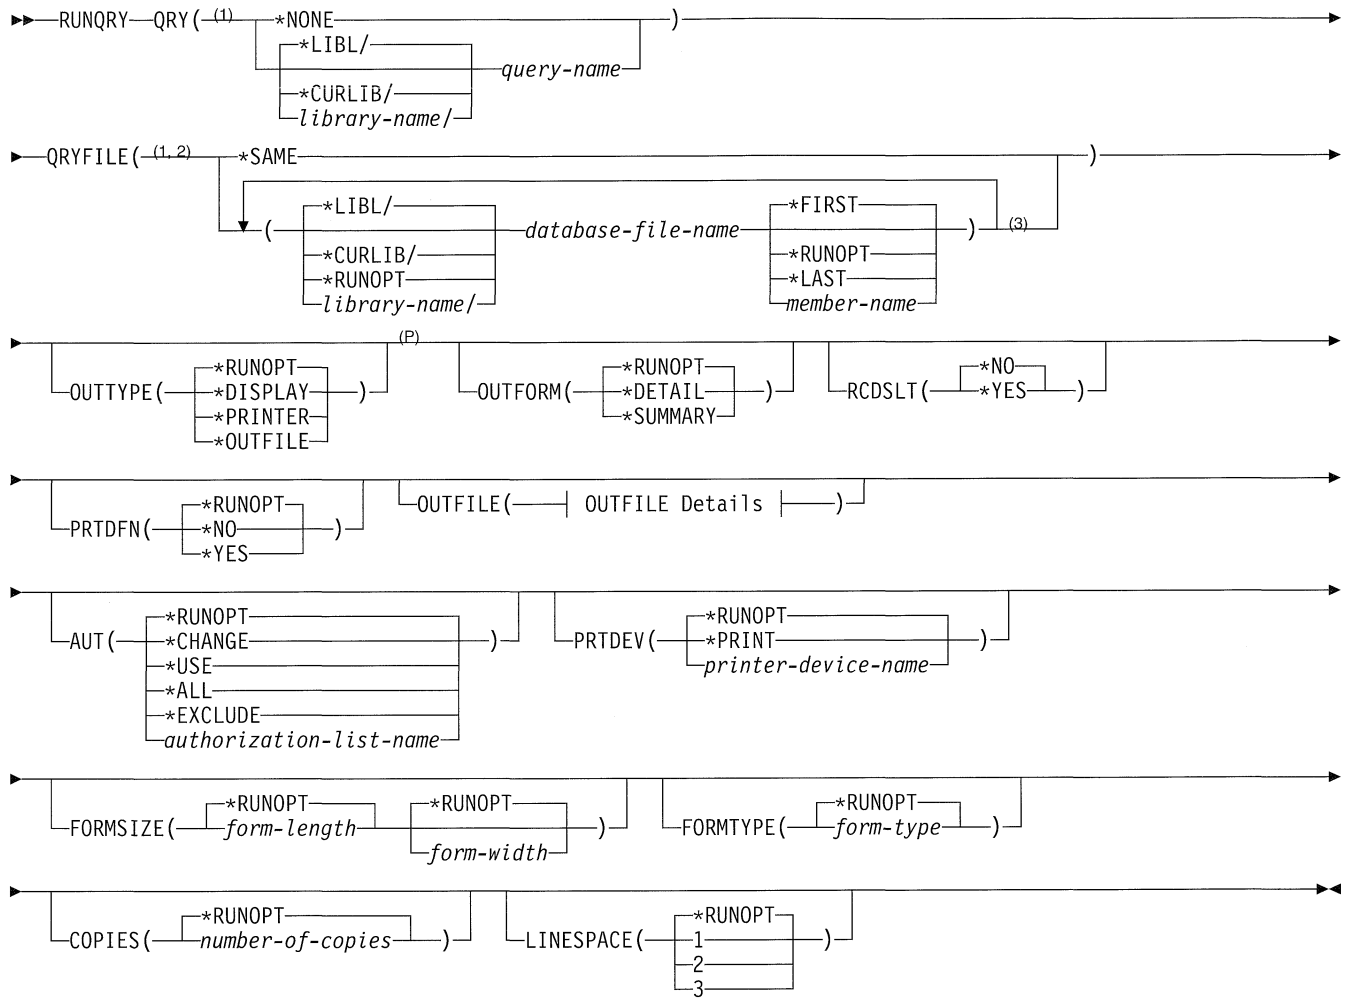 RUNQRY QRY( (1) *NONE )
*LIBL/
query-name
*CURLIB/
library-name/
QRYFILE( (1, 2) *SAME )
*LIBL/ *FIRST
( database-file-name ) (3)
*CURLIB/ *RUNOPT
*RUNOPT *LAST
library-name/ member-name
(P)
*RUNOPT *RUNOPT *NO
OUTTYPE( *DISPLAY ) OUTFORM( *DETAIL ) RCDSLT( *YES )
*PRINTER *SUMMARY
*OUTFILE
*RUNOPT OUTFILE( OUTFILE Details )
PRTDFN( *NO )
*YES
*RUNOPT *RUNOPT
AUT( *CHANGE ) PRTDEV( *PRINT )
*USE printer-device-name
*ALL
*EXCLUDE
authorization-list-name
*RUNOPT *RUNOPT *RUNOPT
FORMSIZE( form-length ) FORMTYPE( form-type )
form-width
*RUNOPT *RUNOPT
COPIES( number-of-copies ) LINESPACE( 1 )
2
3